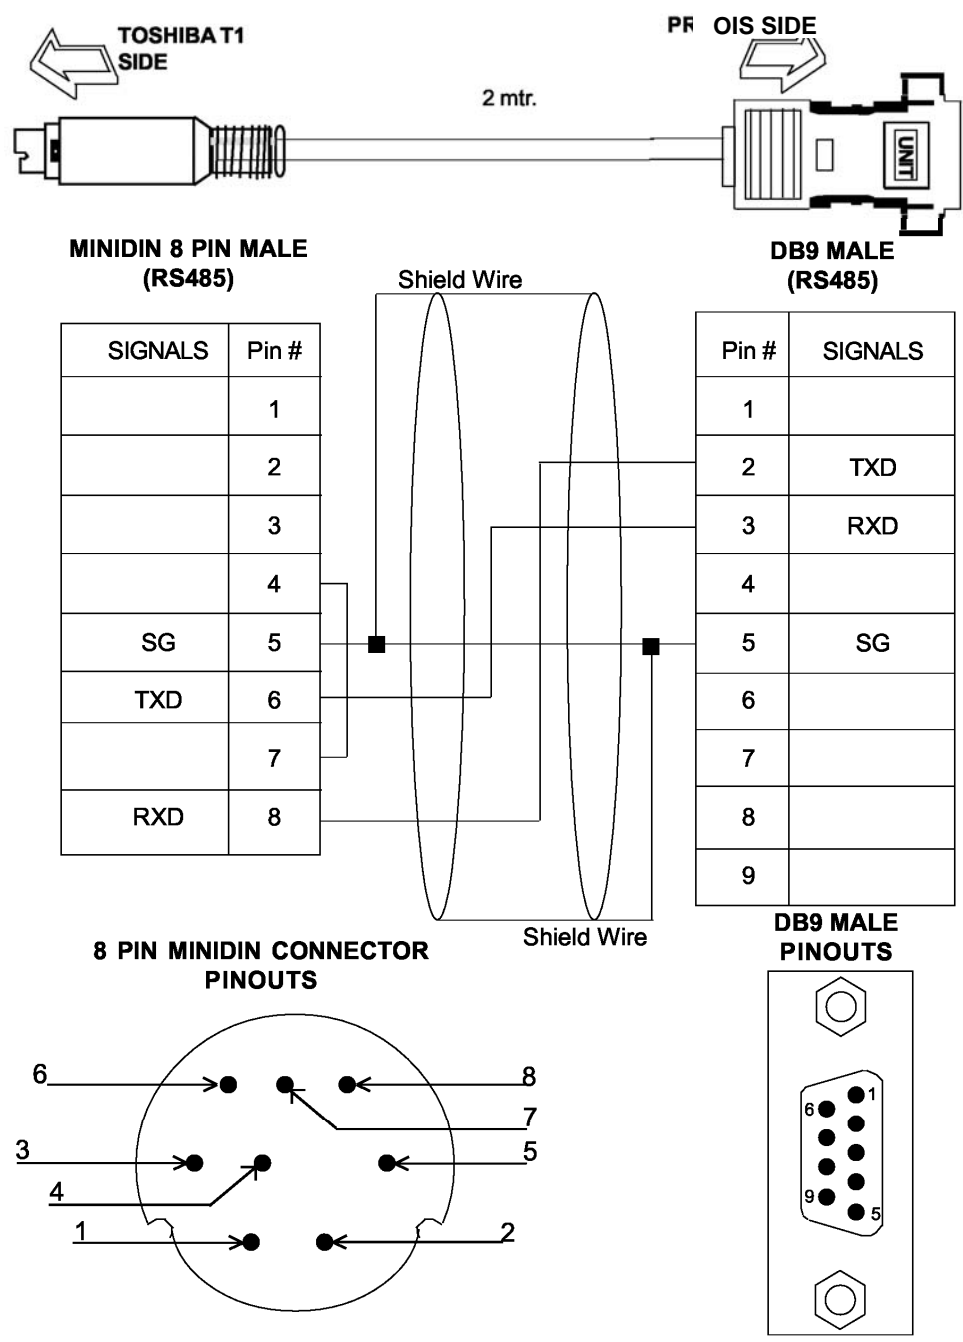 TOSHIBA T1
SIDE
PR OIS SIDE
2 mtr.
UNIT
MINIDIN 8 PIN MALE
(RS485)
DB9 MALE
(RS485)
Shield Wire
SIGNALS Pin #
1
2
3
4
SG 5
TXD 6
7
RXD 8
Pin # SIGNALS
1
2 TXD
3 RXD
4
5 SG
6
7
8
9
Shield Wire
8 PIN MINIDIN CONNECTOR
PINOUTS
6
8
7
3
5
4
1
2
DB9 MALE
PINOUTS
1
6
9
5